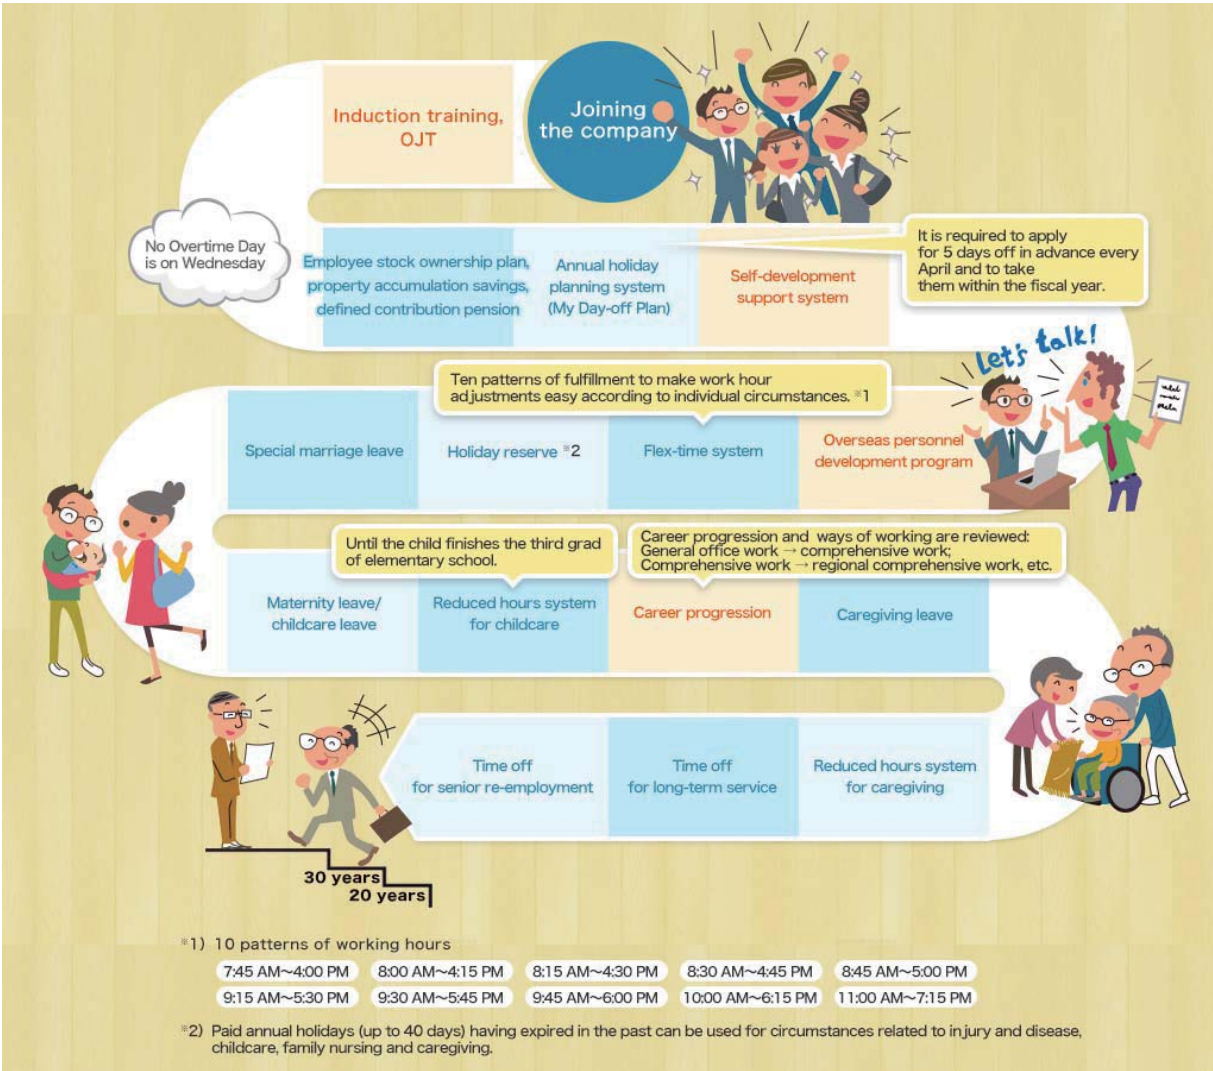 Joining
the company
Induction training,
OJT
No Overtime Day
is on Wednesday
Employee stock ownership plan,
property accumulation savings,
defined contribution pension
Annual holiday
planning system
(My Day-off Plan)
Self-development
support system
It is required to apply
for 5 days off in advance every
April and to take
them within the fiscal year.
Let's talk!
Ten patterns of fulfillment to make work hour
adjustments easy according to individual circumstances. ※1
Special marriage leave
Holiday reserve ※2
Flex-time system
Overseas personnel
development program
Until the child finishes the third grad
of elementary school.
Career progression and ways of working are reviewed:
General office work → comprehensive work;
Comprehensive work → regional comprehensive work, etc.
Maternity leave/
childcare leave
Reduced hours system
for childcare
Career progression
Caregiving leave
Time off
for senior re-employment
Time off
for long-term service
Reduced hours system
for caregiving
30 years
20 years
※1) 10 patterns of working hours
7:45 AM～4:00 PM 8:00 AM～4:15 PM 8:15 AM～4:30 PM 8:30 AM～4:45 PM 8:45 AM～5:00 PM
9:15 AM～5:30 PM 9:30 AM～5:45 PM 9:45 AM～6:00 PM 10:00 AM～6:15 PM 11:00 AM～7:15 PM
※2) Paid annual holidays (up to 40 days) having expired in the past can be used for circumstances related to injury and disease,
childcare, family nursing and caregiving.